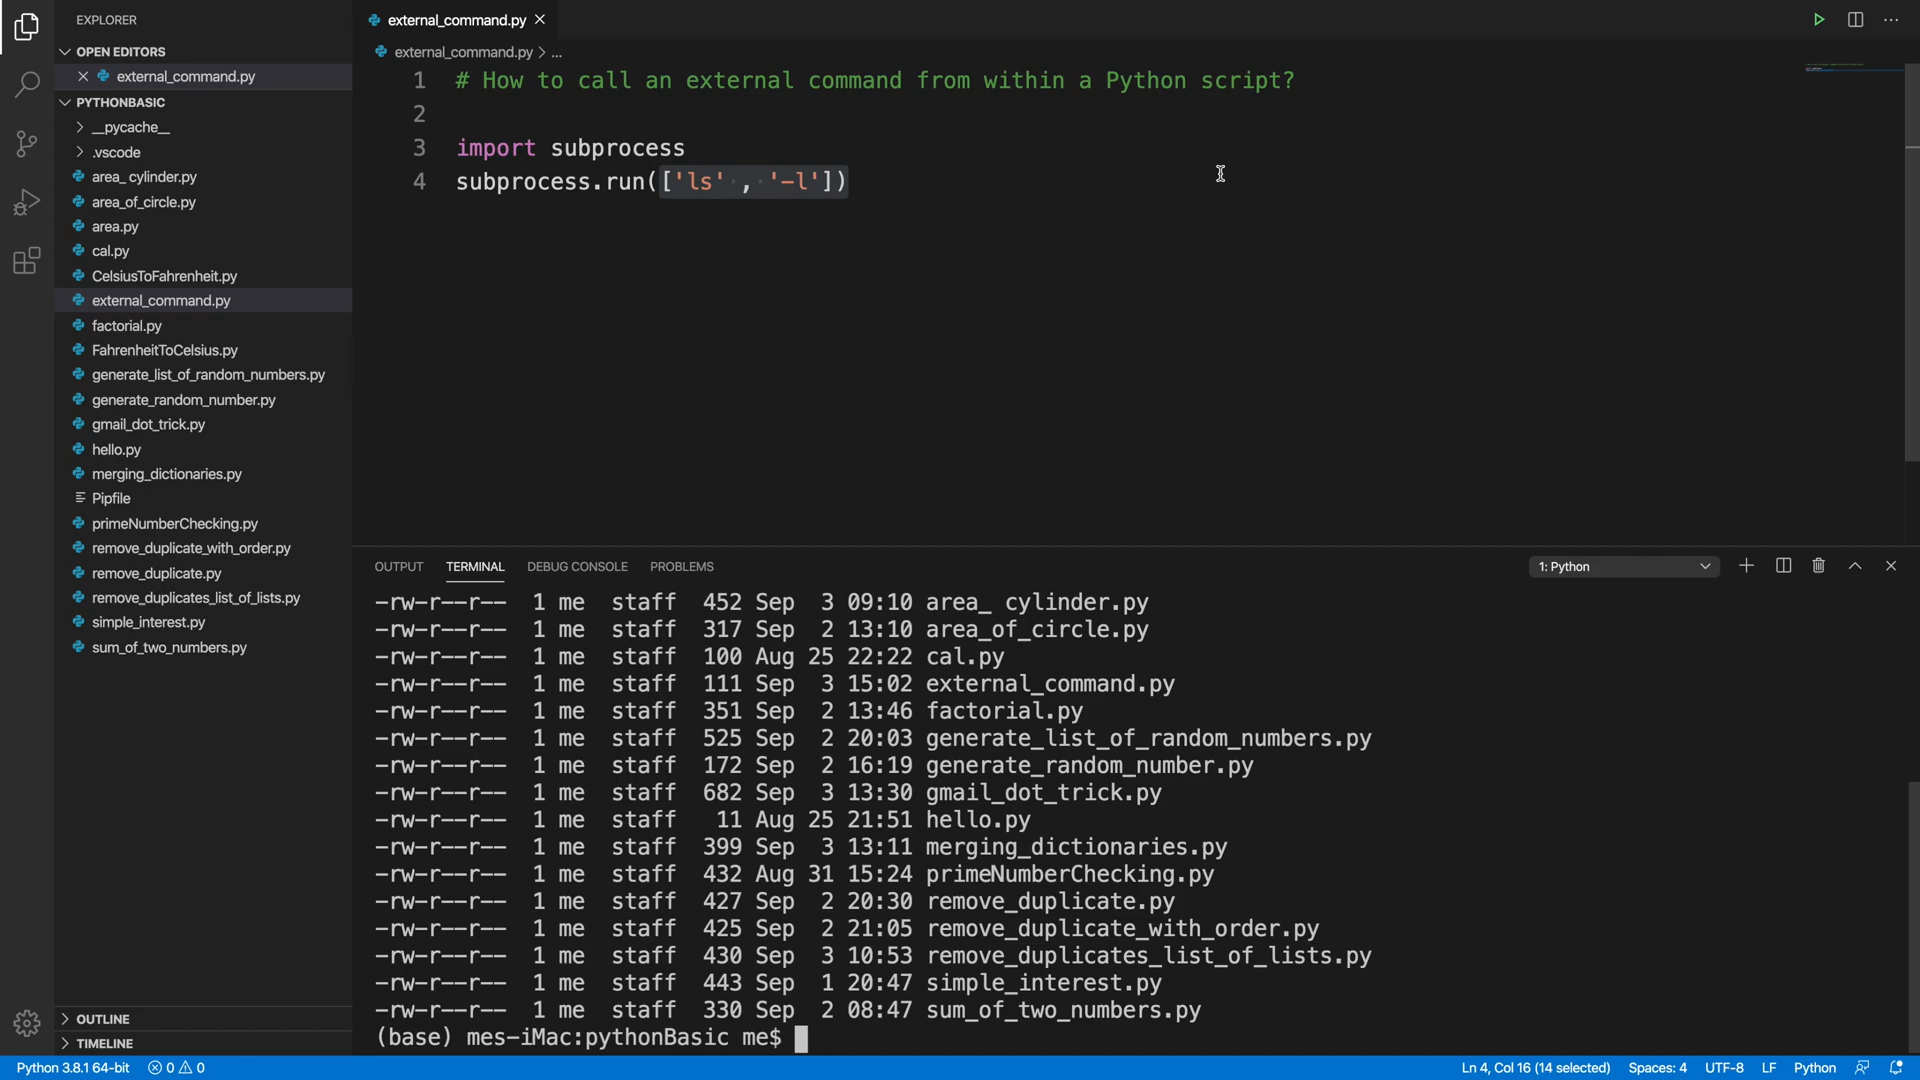 EXPLORER
OPEN EDITORS
external_command.py
PYTHONBASIC
__pycache__
.vscode
area_ cylinder.py
area_of_circle.py
area.py
cal.py
CelsiusToFahrenheit.py
external_command.py
factorial.py
FahrenheitToCelsius.py
generate_list_of_random_numbers.py
generate_random_number.py
gmail_dot_trick.py
hello.py
merging_dictionaries.py
Pipfile
primeNumberChecking.py
remove_duplicate_with_order.py
remove_duplicate.py
remove_duplicates_list_of_lists.py
simple_interest.py
sum_of_two_numbers.py
OUTLINE
TIMELINE
external_command.py
external_command.py > ...
1 # How to call an external command from within a Python script?
2
3 import subprocess
4 subprocess.run(['ls' , '-l'])
OUTPUT TERMINAL DEBUG CONSOLE PROBLEMS 1: Python
-rw-r--r-- 1 me staff 452 Sep 3 09:10 area_ cylinder.py
-rw-r--r-- 1 me staff 317 Sep 2 13:10 area_of_circle.py
-rw-r--r-- 1 me staff 100 Aug 25 22:22 cal.py
-rw-r--r-- 1 me staff 111 Sep 3 15:02 external_command.py
-rw-r--r-- 1 me staff 351 Sep 2 13:46 factorial.py
-rw-r--r-- 1 me staff 525 Sep 2 20:03 generate_list_of_random_numbers.py
-rw-r--r-- 1 me staff 172 Sep 2 16:19 generate_random_number.py
-rw-r--r-- 1 me staff 682 Sep 3 13:30 gmail_dot_trick.py
-rw-r--r-- 1 me staff 11 Aug 25 21:51 hello.py
-rw-r--r-- 1 me staff 399 Sep 3 13:11 merging_dictionaries.py
-rw-r--r-- 1 me staff 432 Aug 31 15:24 primeNumberChecking.py
-rw-r--r-- 1 me staff 427 Sep 2 20:30 remove_duplicate.py
-rw-r--r-- 1 me staff 425 Sep 2 21:05 remove_duplicate_with_order.py
-rw-r--r-- 1 me staff 430 Sep 3 10:53 remove_duplicates_list_of_lists.py
-rw-r--r-- 1 me staff 443 Sep 1 20:47 simple_interest.py
-rw-r--r-- 1 me staff 330 Sep 2 08:47 sum_of_two_numbers.py
(base) mes-iMac:pythonBasic me$
Python 3.8.1 64-bit 0 0 Ln 4, Col 16 (14 selected) Spaces: 4 UTF-8 LF Python